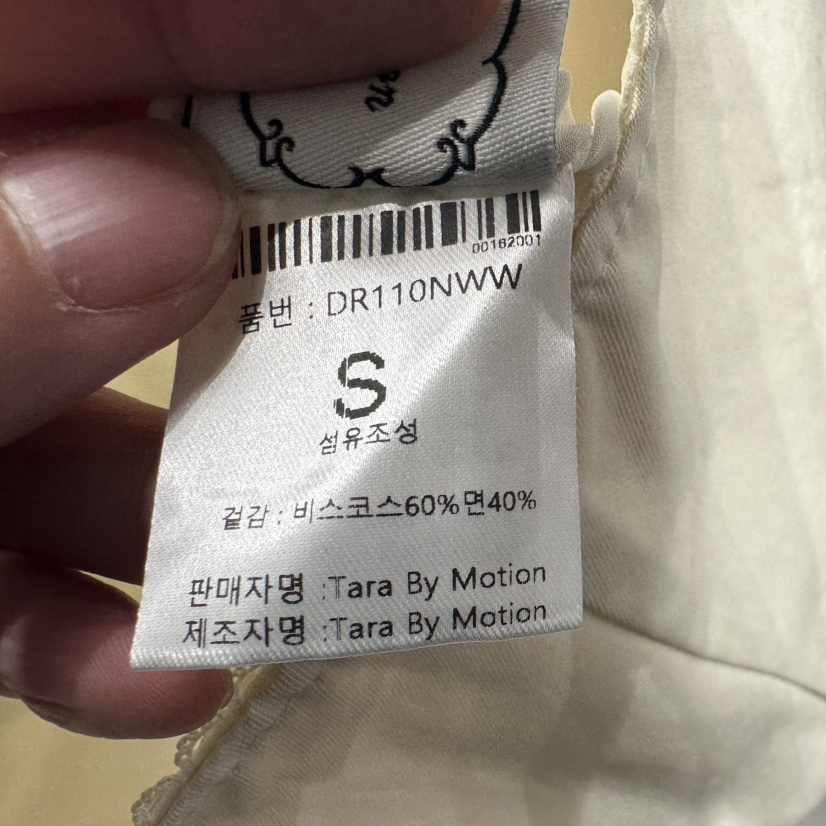 en
00162001
품번 : DR110NWW
S
섬유조성
겉감 : 비스코스60%면40%
판매자명 :Tara By Motion
제조자명 :Tara By Motion